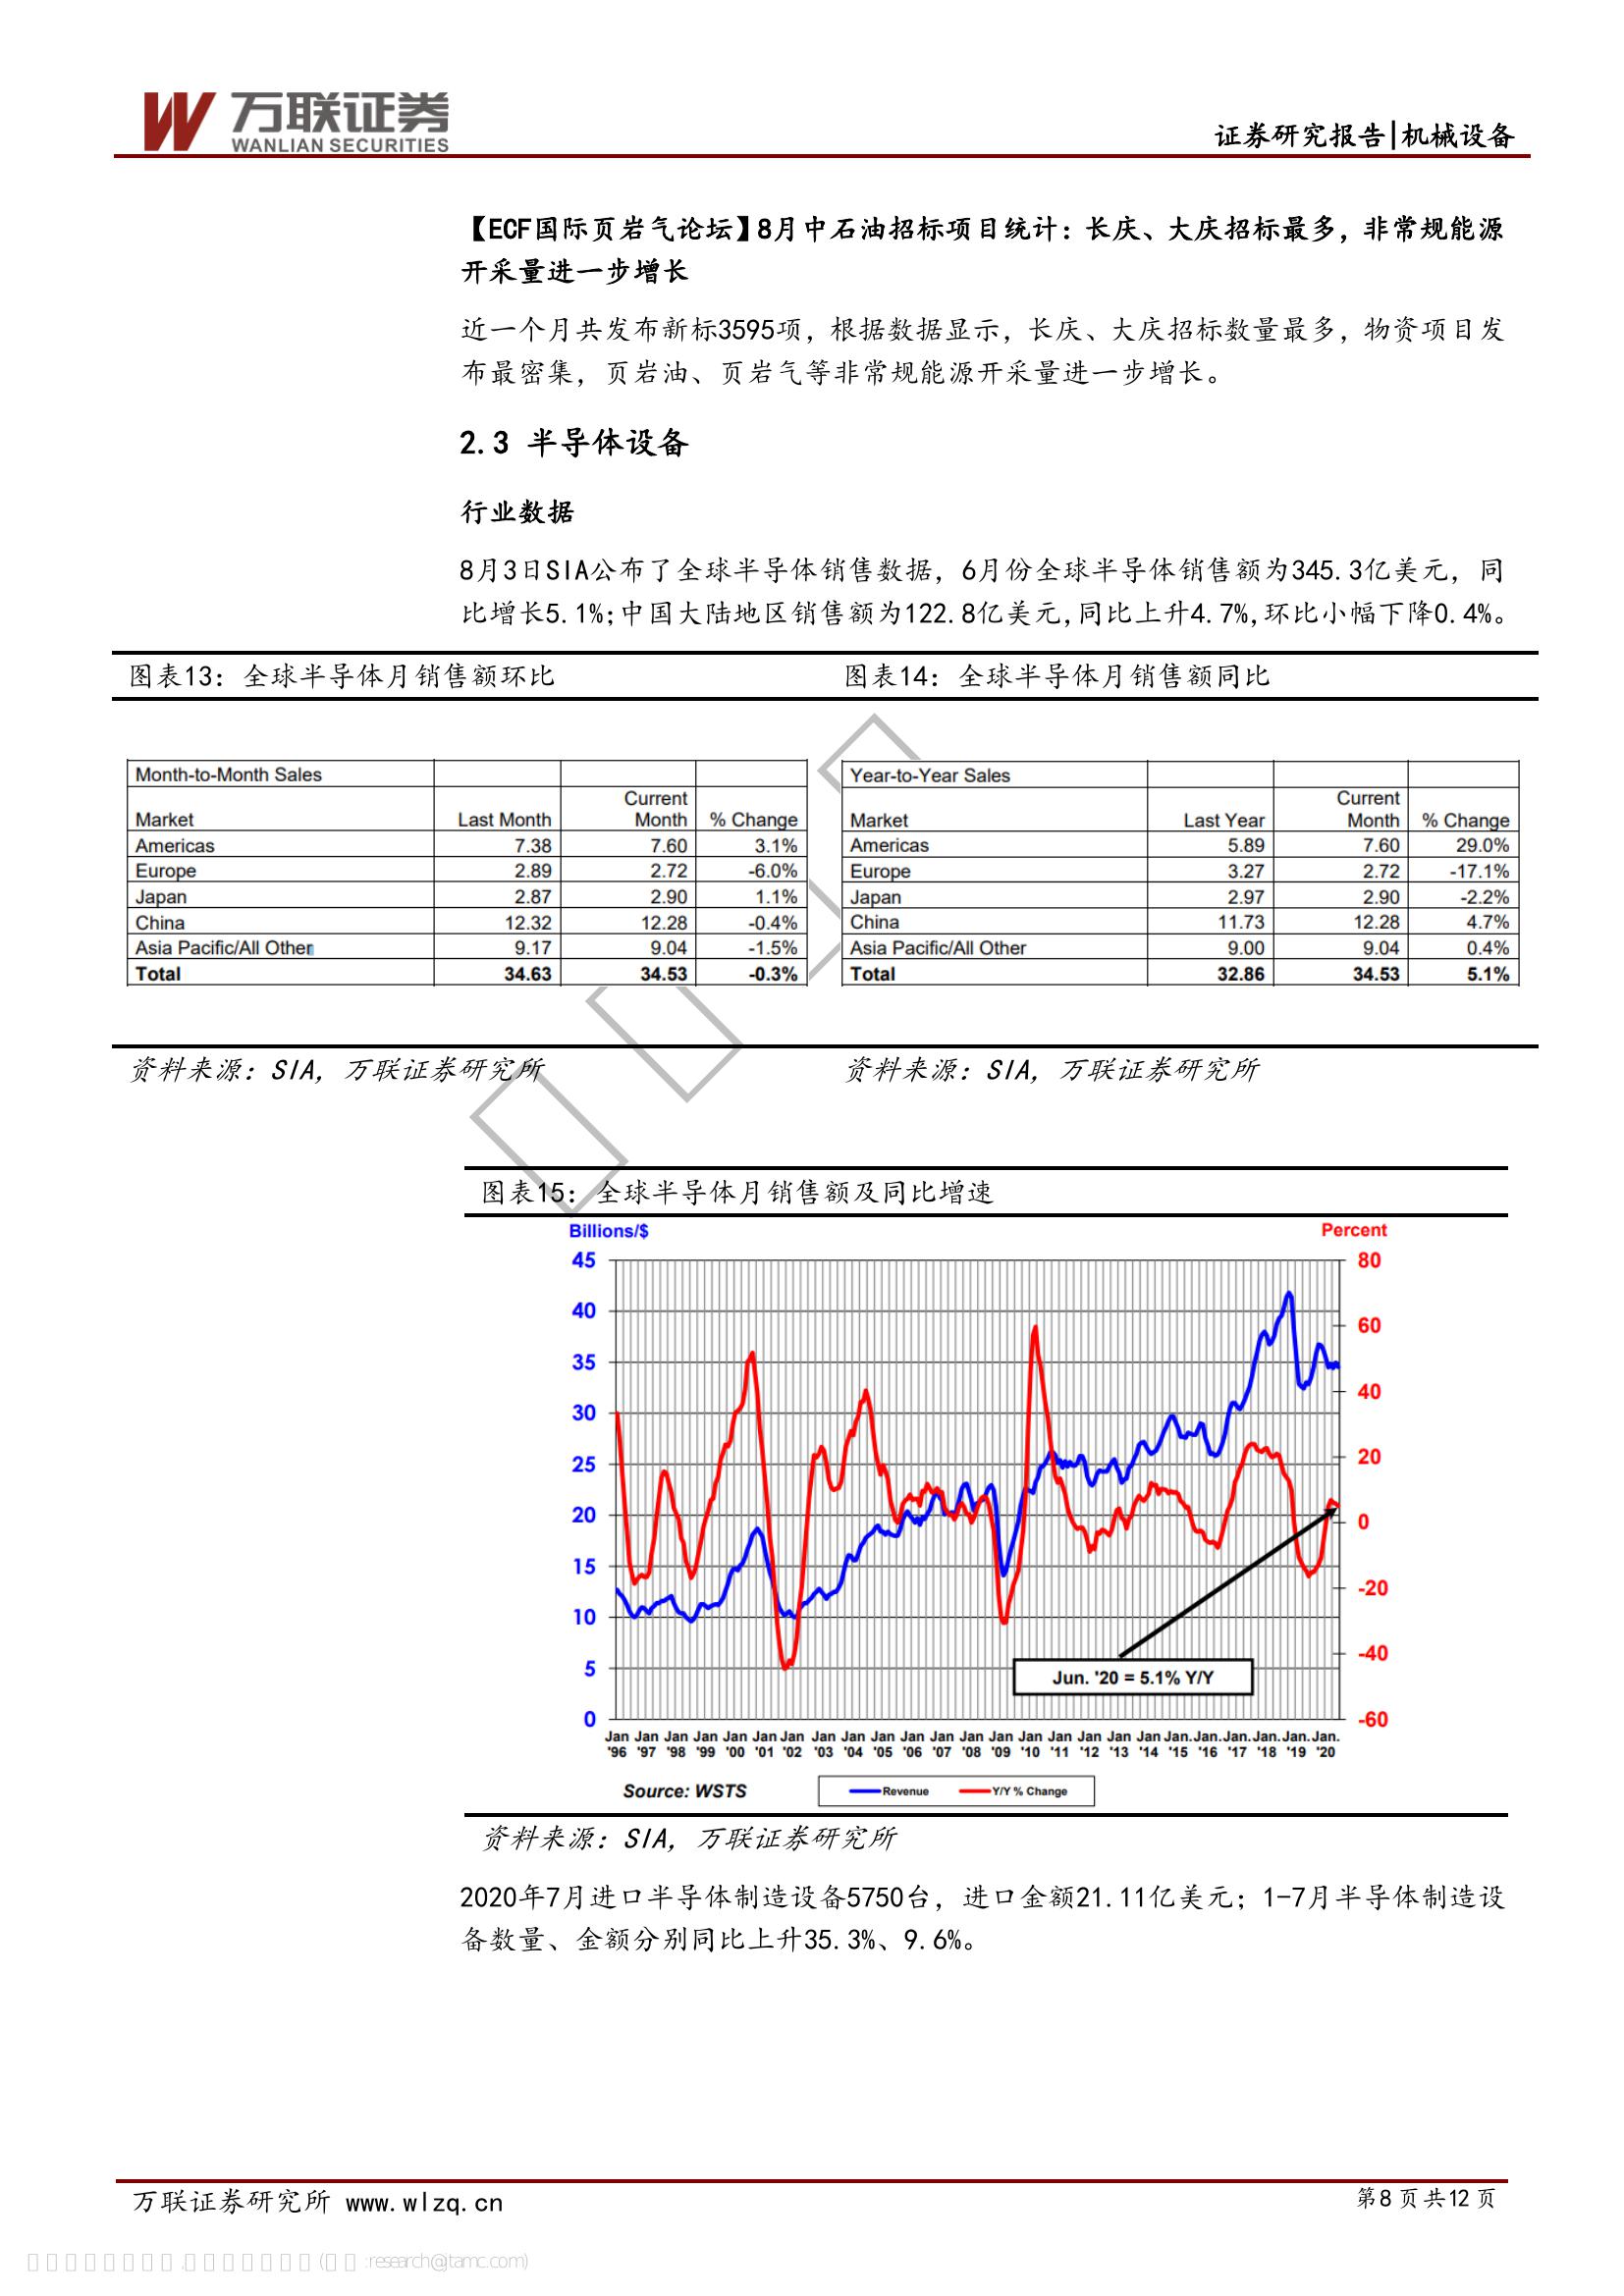 万联证券
WANLIAN SECURITIES
证券研究报告|机械设备
【ECF国际页岩气论坛】8月中石油招标项目统计：长庆、大庆招标最多，非常规能源
开采量进一步增长
近一个月共发布新标3595项，根据数据显示，长庆、大庆招标数量最多，物资项目发
布最密集，页岩油、页岩气等非常规能源开采量进一步增长。
2.3 半导体设备
行业数据
8月3日SIA公布了全球半导体销售数据，6月份全球半导体销售额为345.3亿美元，同
比增长5.1%;中国大陆地区销售额为122.8亿美元,同比上升4.7%,环比小幅下降0.4%。
图表13：全球半导体月销售额环比
Month-to-Month Sales
Market Last Month Current Month % Change
Americas 7.38 7.60 3.1%
Europe 2.89 2.72 -6.0%
Japan 2.87 2.90 1.1%
China 12.32 12.28 -0.4%
Asia Pacific/All Other 9.17 9.04 -1.5%
Total 34.63 34.53 -0.3%
资料来源：SIA，万联证券研究所
图表14：全球半导体月销售额同比
Year-to-Year Sales
Market Last Year Current Month % Change
Americas 5.89 7.60 29.0%
Europe 3.27 2.72 -17.1%
Japan 2.97 2.90 -2.2%
China 11.73 12.28 4.7%
Asia Pacific/All Other 9.00 9.04 0.4%
Total 32.86 34.53 5.1%
资料来源：SIA，万联证券研究所
图表15：全球半导体月销售额及同比增速
Billions/$ Percent
45 80
40
60
35
40
30
25
20
20
0
15
-20
10
-40
5
Jun. '20 = 5.1% Y/Y
0 -60
Jan Jan Jan Jan Jan Jan Jan Jan Jan Jan Jan Jan Jan Jan Jan Jan Jan Jan Jan Jan. Jan. Jan. Jan. Jan. Jan.
'96 '97 '98 '99 '00 '01 '02 '03 '04 '05 '06 '07 '08 '09 '10 '11 '12 '13 '14 '15 '16 '17 '18 '19 '20
Source: WSTS
Revenue Y/Y % Change
资料来源：SIA，万联证券研究所
2020年7月进口半导体制造设备5750台，进口金额21.11亿美元；1-7月半导体制造设
备数量、金额分别同比上升35.3%、9.6%。
万联证券研究所 www.wlzq.cn
第8页共12页
research@jtamc.com)